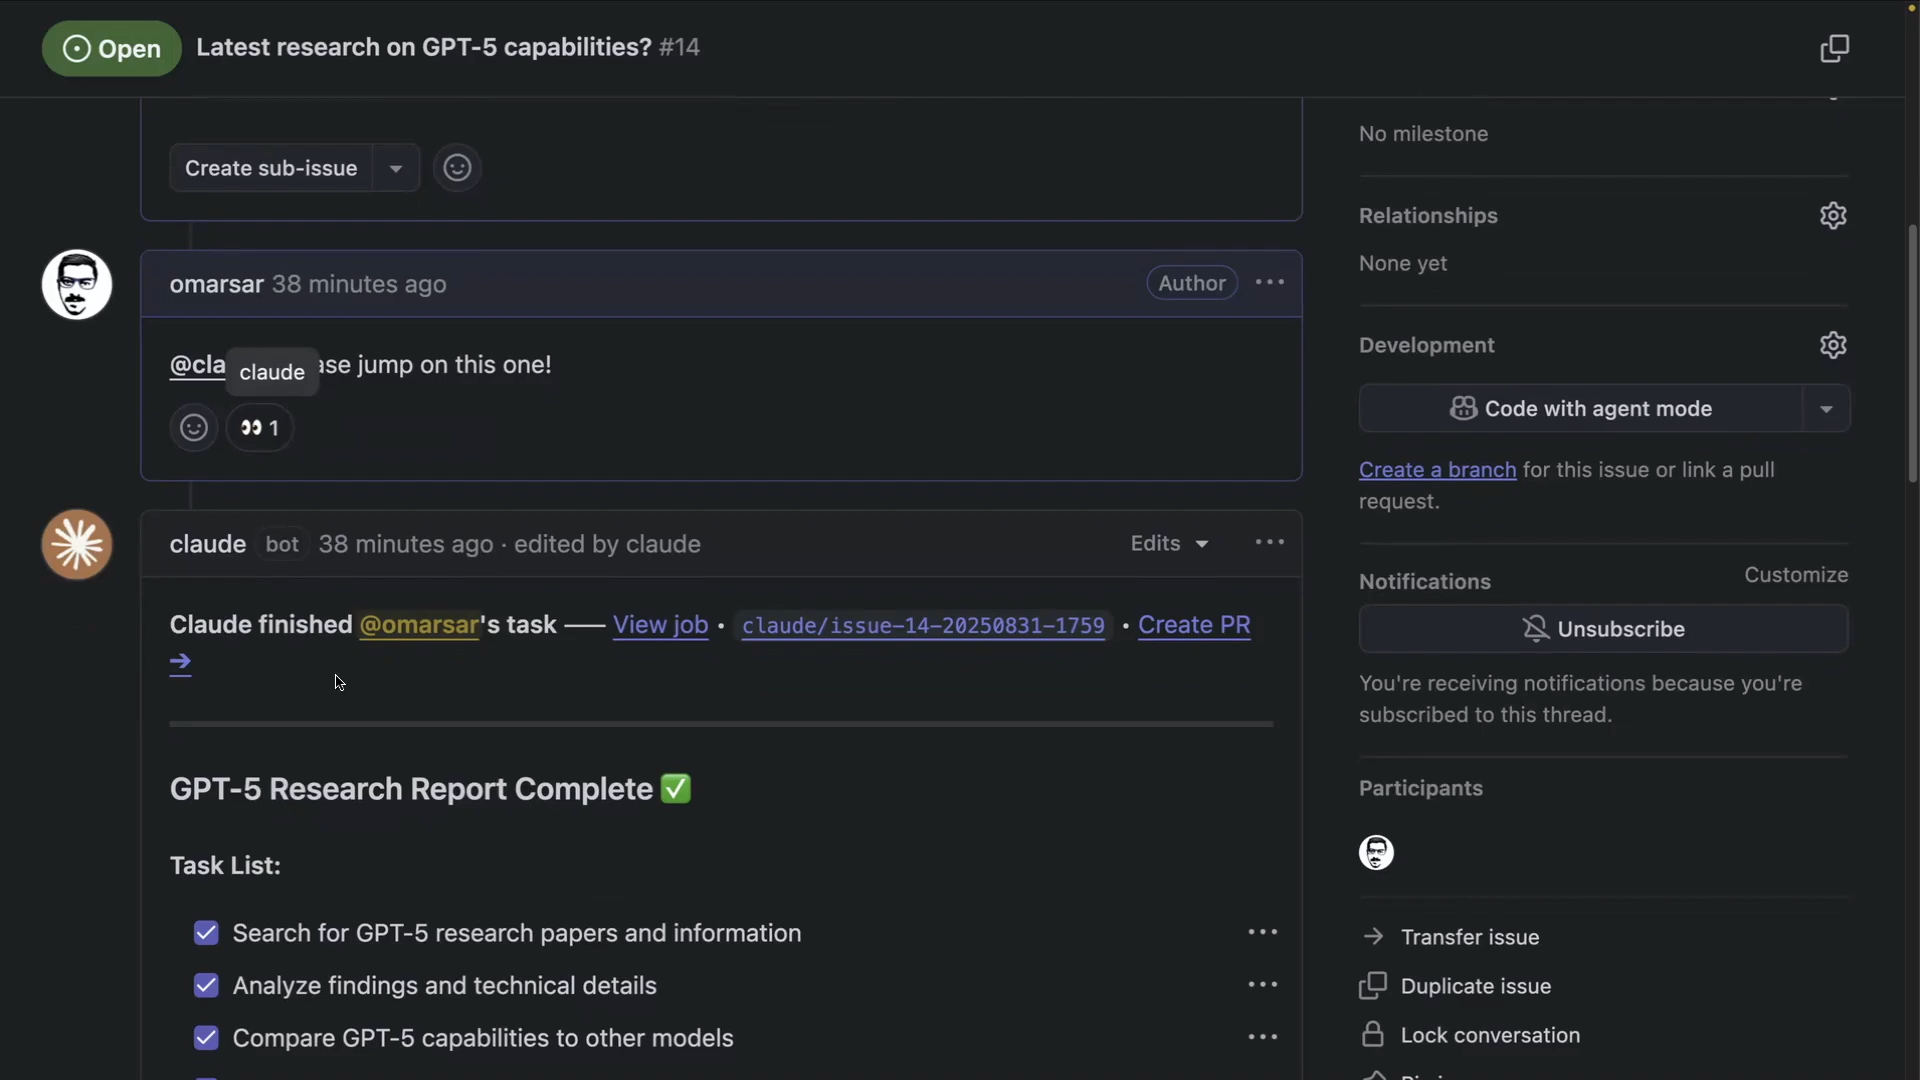 Open Latest research on GPT-5 capabilities? #14
No milestone
Create sub-issue
Relationships
None yet
omarsar 38 minutes ago Author
@cla ase jump on this one!
claude
1
Development
Code with agent mode
Create a branch for this issue or link a pull
request.
claude bot 38 minutes ago · edited by claude Edits
Claude finished @omarsar's task —— View job • claude/issue-14-20250831-1759 • Create PR
➔
Notifications Customize
Unsubscribe
You're receiving notifications because you're
subscribed to this thread.
GPT-5 Research Report Complete ✅
Task List:
Search for GPT-5 research papers and information
Analyze findings and technical details
Compare GPT-5 capabilities to other models
Participants
Transfer issue
Duplicate issue
Lock conversation